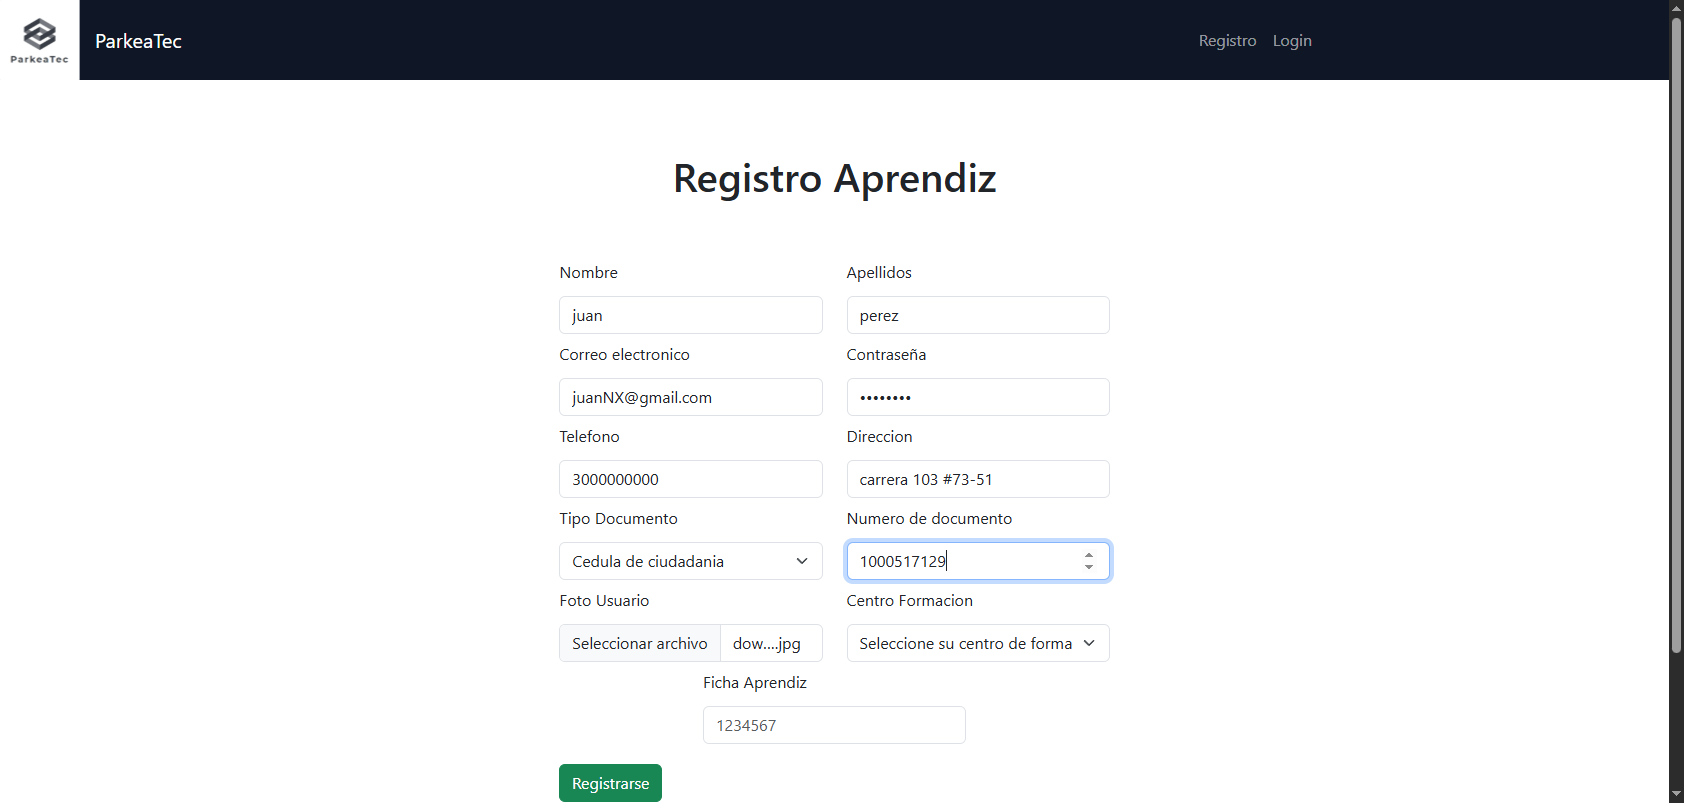 ParkeaTec
ParkeaTec
Registro Login
Registro Aprendiz
Nombre
Apellidos
juan
perez
Correo electronico
Contraseña
juanNX@gmail.com
••••••••
Telefono
Direccion
3000000000
carrera 103 #73-51
Tipo Documento
Numero de documento
Cedula de ciudadania
1000517129
Foto Usuario
Centro Formacion
Seleccionar archivo dow....jpg
Seleccione su centro de forma
Ficha Aprendiz
1234567
Registrarse